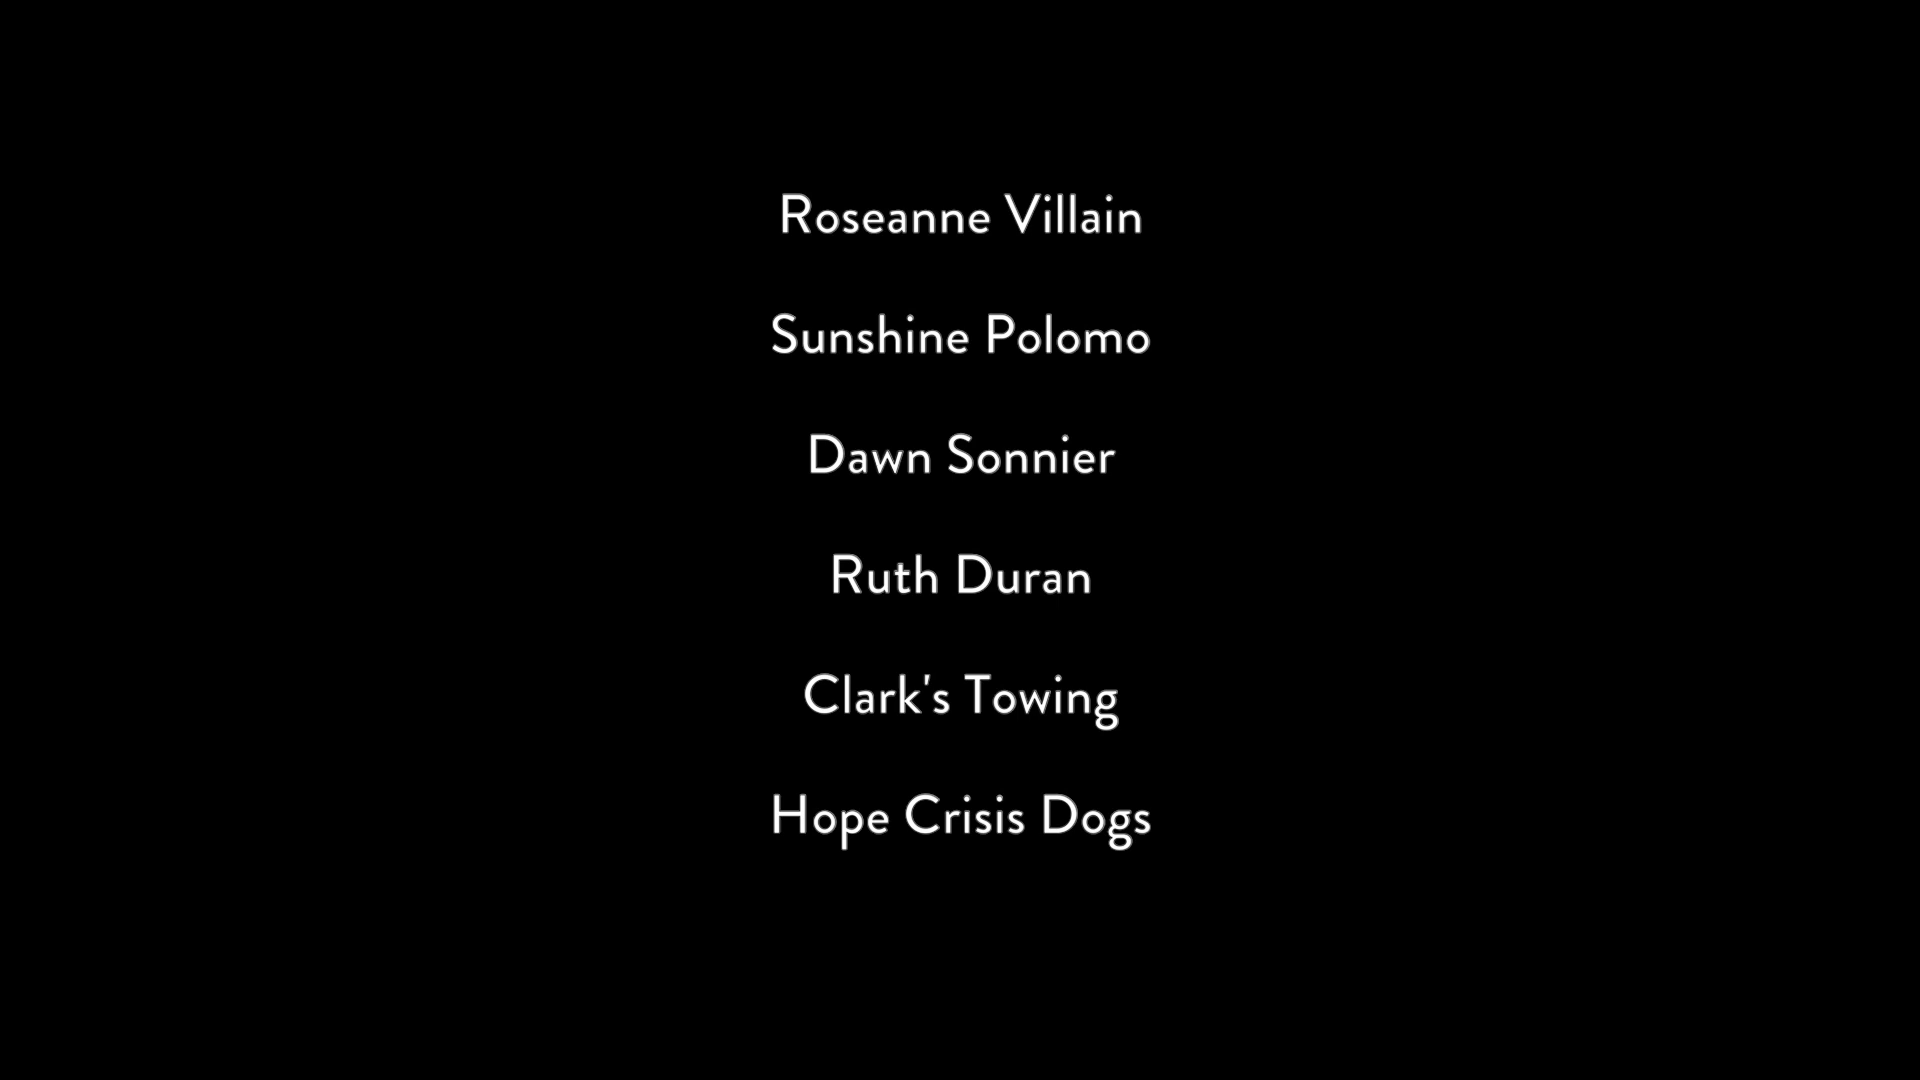 Roseanne Villain
Sunshine Polomo
Dawn Sonnier
Ruth Duran
Clark's Towing
Hope Crisis Dogs